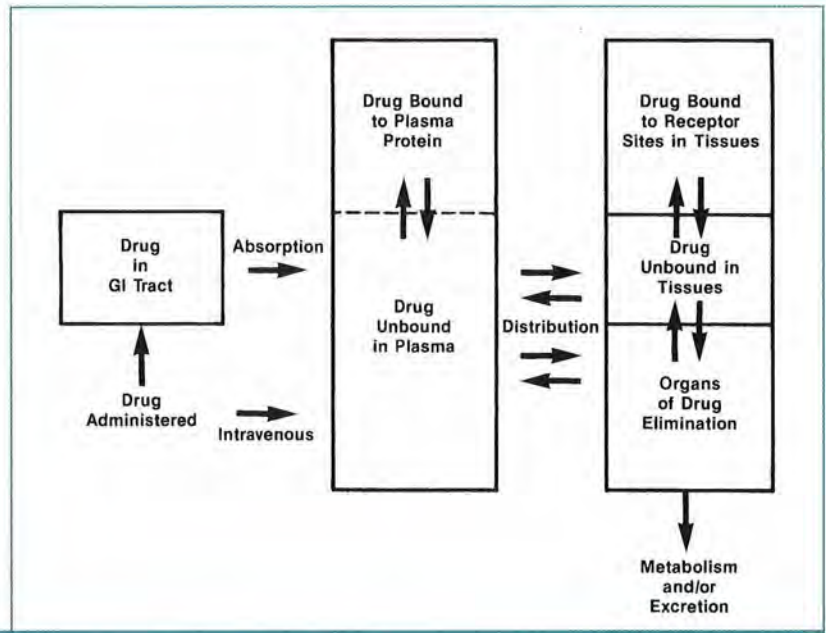 Drug
in
GI Tract
Drug
Administered
Absorption
Intravenous
Drug Bound
to Plasma
Protein
Drug
Unbound
in Plasma
Distribution
Drug Bound
to Receptor
Sites in Tissues
Drug
Unbound in
Tissues
Organs
of Drug
Elimination
Metabolism
and/or
Excretion